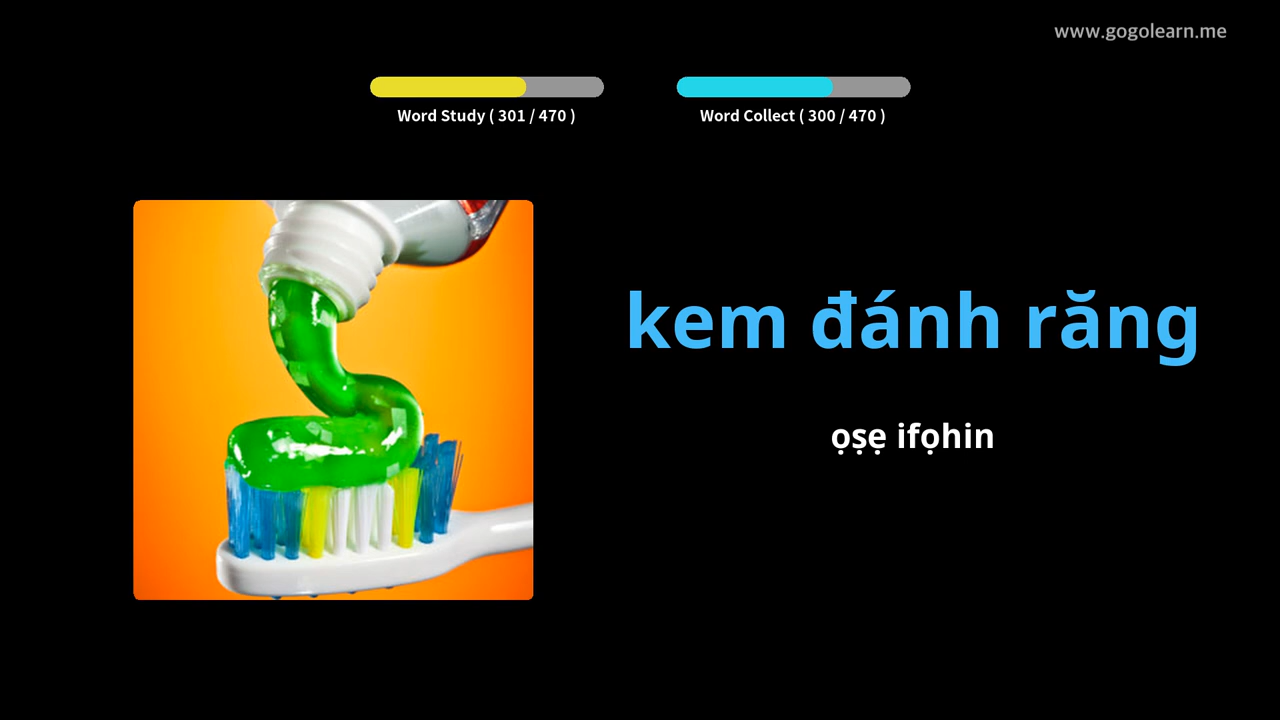 www.gogolearn.me
Word Study ( 301 / 470 )
Word Collect ( 300 / 470 )
kem đánh răng
ọṣẹ ifọhin